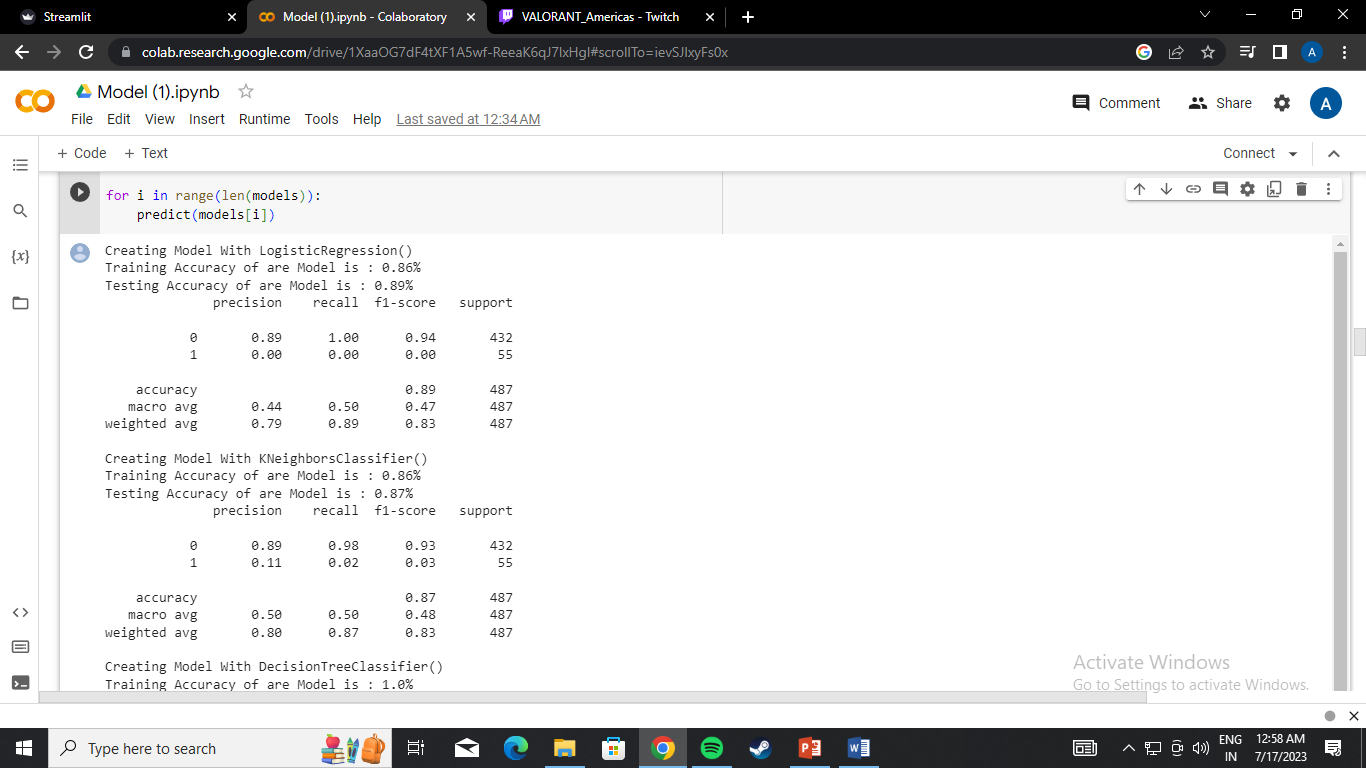 Streamlit
Model (1).ipynb - Colaboratory
VALORANT_Americas - Twitch
colab.research.google.com/drive/1XaaOG7dF4tXF1A5wf-ReeaK6qJ7lxHgl#scrollTo=ievSJlxyFs0x
A
Model (1).ipynb
File Edit View Insert Runtime Tools Help Last saved at 12:34 AM
Comment
Share
A
+ Code + Text
Connect
{x}
for i in range(len(models)):
    predict(models[i])
Creating Model With LogisticRegression()
Training Accuracy of are Model is : 0.86%
Testing Accuracy of are Model is : 0.89%
              precision    recall  f1-score   support
           0       0.89      1.00      0.94       432
           1       0.00      0.00      0.00        55
    accuracy                           0.89       487
   macro avg       0.44      0.50      0.47       487
weighted avg       0.79      0.89      0.83       487
Creating Model With KNeighborsClassifier()
Training Accuracy of are Model is : 0.86%
Testing Accuracy of are Model is : 0.87%
              precision    recall  f1-score   support
           0       0.89      0.98      0.93       432
           1       0.11      0.02      0.03        55
    accuracy                           0.87       487
   macro avg       0.50      0.50      0.48       487
weighted avg       0.80      0.87      0.83       487
Creating Model With DecisionTreeClassifier()
Training Accuracy of are Model is : 1.0%
Activate Windows
Go to Settings to activate Windows.
Type here to search
ENG
IN
12:58 AM
7/17/2023